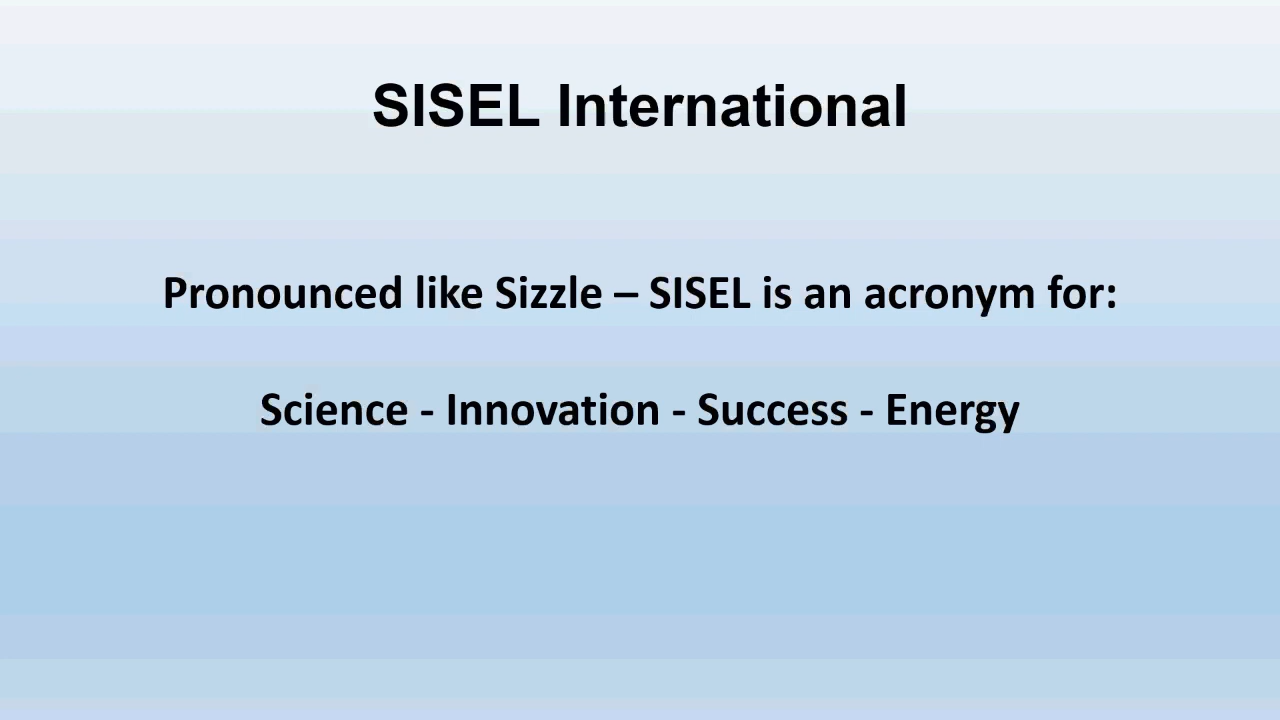 SISEL International
Pronounced like Sizzle – SISEL is an acronym for:
Science - Innovation - Success - Energy